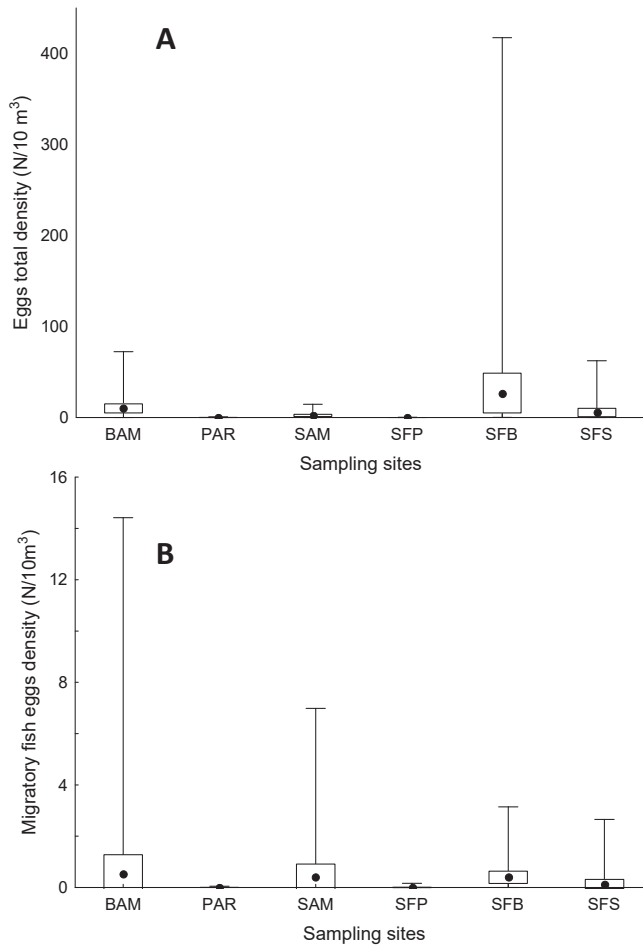 A
Eggs total density (N/10 m³)
400
300
200
100
0
BAM PAR SAM SFP SFB SFS
Sampling sites
B
Migratory fish eggs density (N/10m³)
16
12
8
4
0
BAM PAR SAM SFP SFB SFS
Sampling sites